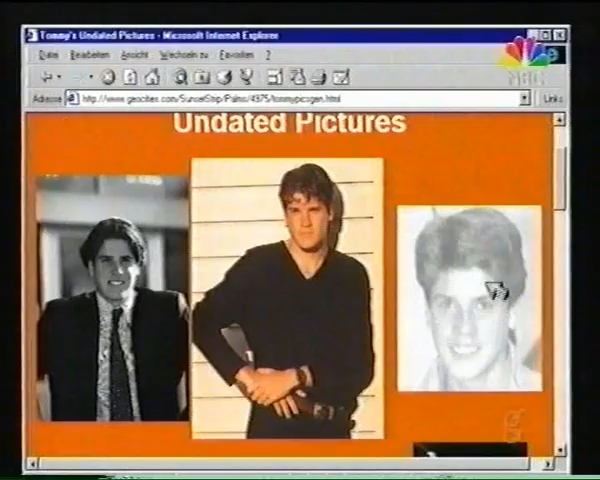 Tommy's Undated Pictures - Microsoft Internet Explorer
Datei Bearbeiten Ansicht Wechseln zu Favoriten ?
Adresse http://www.geocities.com/SunsetStrip/Palms/4975/tommypicsgen.html Links
NBC
Undated Pictures